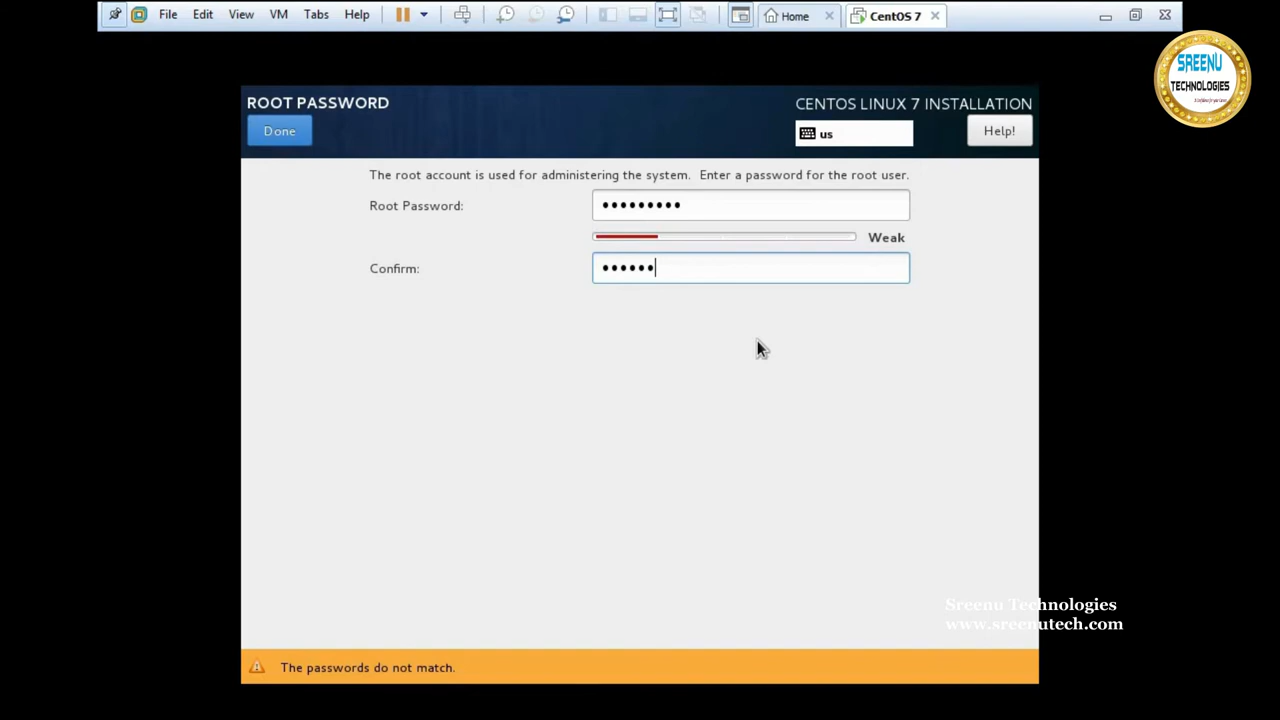 File Edit View VM Tabs Help Home CentOS 7
SREENU
TECHNOLOGIES
ROOT PASSWORD
CENTOS LINUX 7 INSTALLATION
Done
us
Help!
The root account is used for administering the system. Enter a password for the root user.
Root Password: •••••••••
Weak
Confirm: ••••••
Sreenu Technologies
www.sreenutech.com
The passwords do not match.